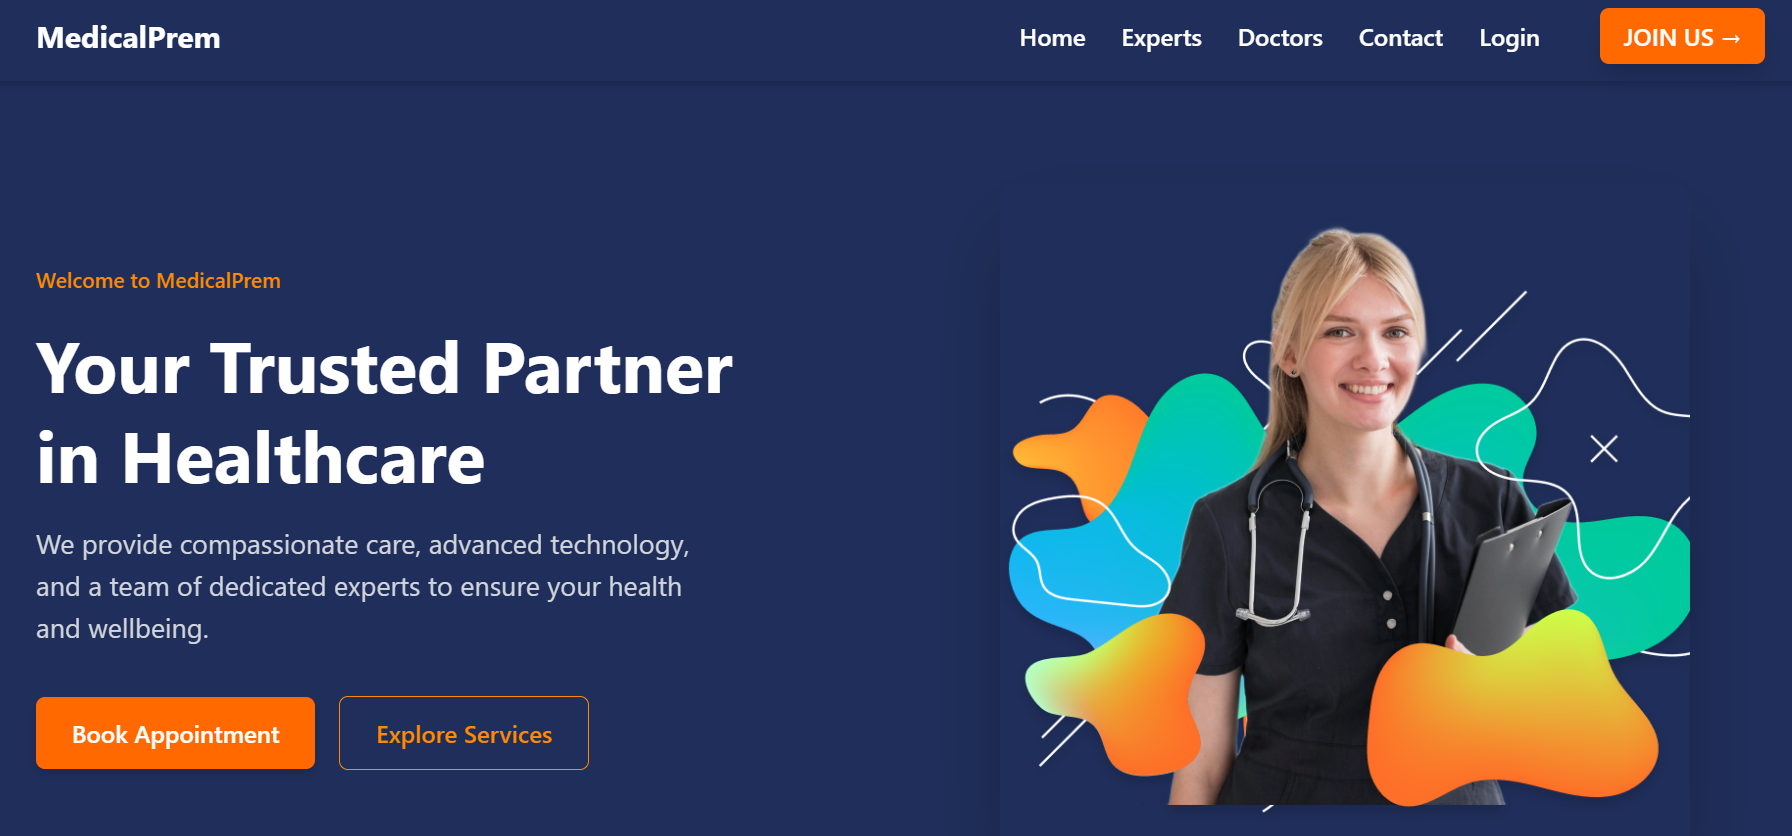 MedicalPrem
Home Experts Doctors Contact Login JOIN US →
Welcome to MedicalPrem
Your Trusted Partner
in Healthcare
We provide compassionate care, advanced technology,
and a team of dedicated experts to ensure your health
and wellbeing.
Book Appointment Explore Services